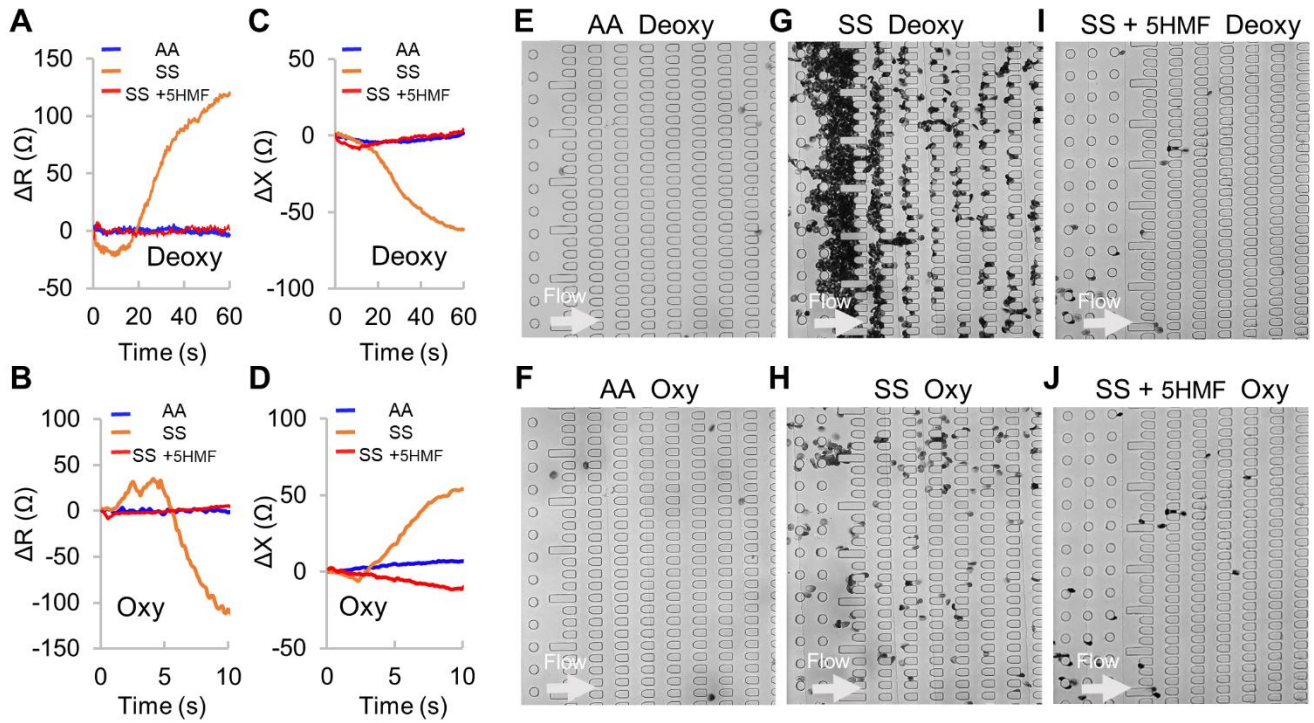 A
AA
SS
SS +5HMF
150
100
50
0
-50
ΔR (Ω)
Deoxy
0 20 40 60
Time (s)
C
AA
SS
SS +5HMF
100
50
0
-50
-100
ΔX (Ω)
Deoxy
0 20 40 60
Time (s)
E AA Deoxy
Flow
G SS Deoxy
Flow
I SS + 5HMF Deoxy
Flow
B
AA
SS
SS +5HMF
100
50
0
-50
-100
-150
ΔR (Ω)
Oxy
0 5 10
Time (s)
D
AA
SS
SS +5HMF
100
50
0
-50
ΔX (Ω)
Oxy
0 5 10
Time (s)
F AA Oxy
Flow
H SS Oxy
Flow
J SS + 5HMF Oxy
Flow